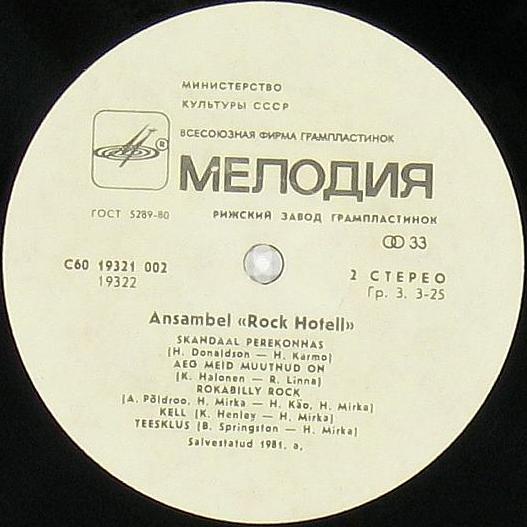 МИНИСТЕРСТВО
КУЛЬТУРЫ СССР
ВСЕСОЮЗНАЯ ФИРМА ГРАМПЛАСТИНОК
®
МЕЛОДИЯ
ГОСТ 5289-80
РИЖСКИЙ ЗАВОД ГРАМПЛАСТИНОК
33
С60 19321 002
19322
2 СТЕРЕО
Гр. 3. 3-25
Ansambel «Rock Hotell»
SKANDAAL PEREKONNAS
(H. Donaldson — H. Karmo)
AEG MEID MUUTNUD ON
(K. Halonen — R. Linna)
ROKABILLY ROCK
(A. Põldroo, H. Mirka — H. Käo, H. Mirka)
KELL (K. Henley — H. Mirka)
TEESKLUS (B. Springston — H. Mirka)
Salvestatud 1981. a,